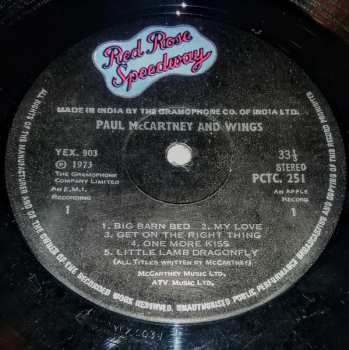 Red Rose
Speedway
MADE IN INDIA BY THE GRAMOPHONE CO. OF INDIA LTD.
PAUL McCARTNEY AND WINGS
YEX. 903
℗ 1973
THE GRAMOPHONE
COMPANY LIMITED
AN E.M.I.
RECORDING
1
33⅓
STEREO
PCTC. 251
AN APPLE
RECORD
1
1 BIG BARN BED 2. MY LOVE
3. GET ON THE RIGHT THING
4. ONE MORE KISS
5. LITTLE LAMB DRAGONFLY
(ALL TITLES WRITTEN BY McCARTNEY)
McCARTNEY MUSIC LTD.
ATV MUSIC LTD.
ALL RIGHTS OF THE MANUFACTURER AND OF THE OWNER OF THE RECORDED WORK RESERVED. UNAUTHORISED PUBLIC PERFORMANCE BROADCASTING AND COPYING OF THIS RECORD PROHIBITED